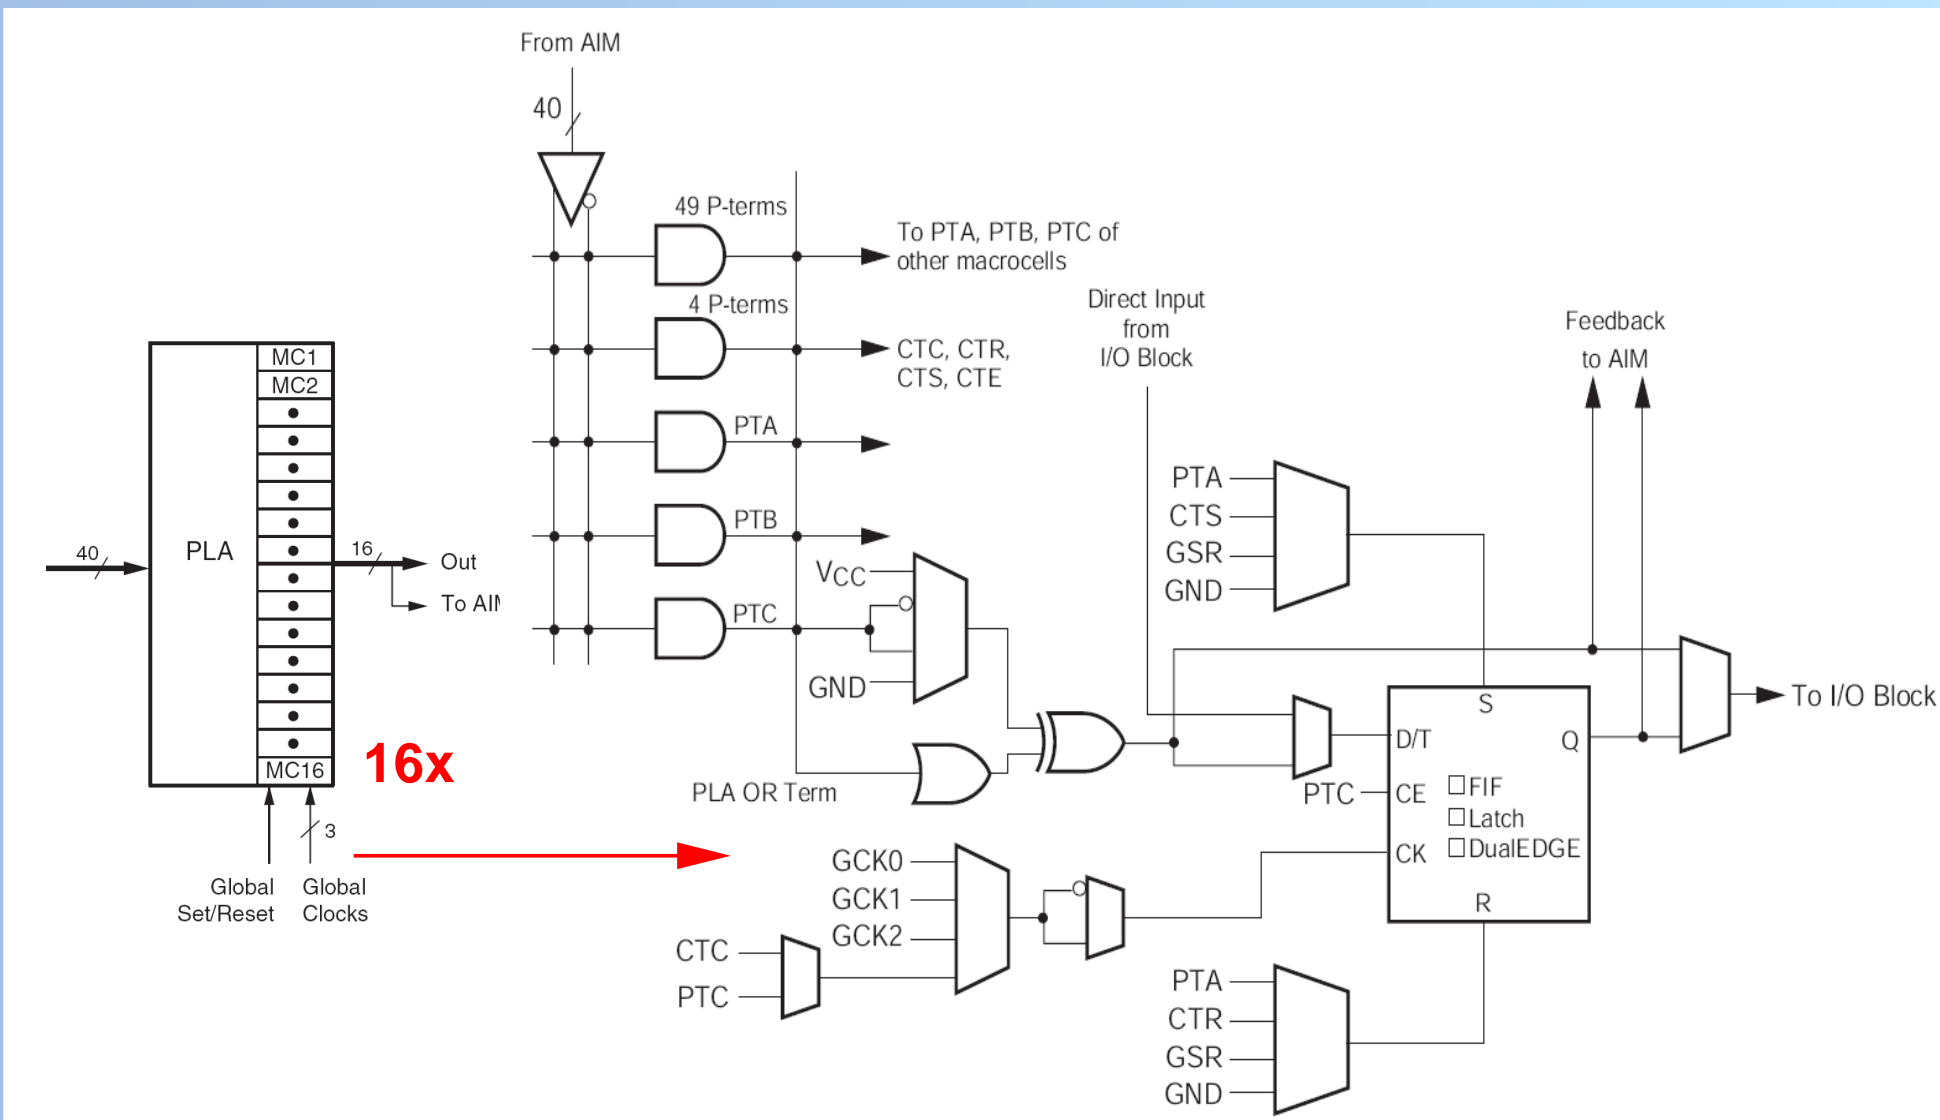 From AIM
40
49 P-terms
To PTA, PTB, PTC of
other macrocells
4 P-terms
CTC, CTR,
CTS, CTE
PTA
PTB
PTC
VCC
GND
PLA OR Term
Direct Input
from
I/O Block
Feedback
to AIM
PTA
CTS
GSR
GND
S
D/T
Q
PTC
CE
FIF
Latch
CK
DualEDGE
R
To I/O Block
GCK0
GCK1
GCK2
CTC
PTC
PTA
CTR
GSR
GND
MC1
MC2
40
PLA
16
Out
To AI
MC16
16x
3
Global
Set/Reset
Global
Clocks